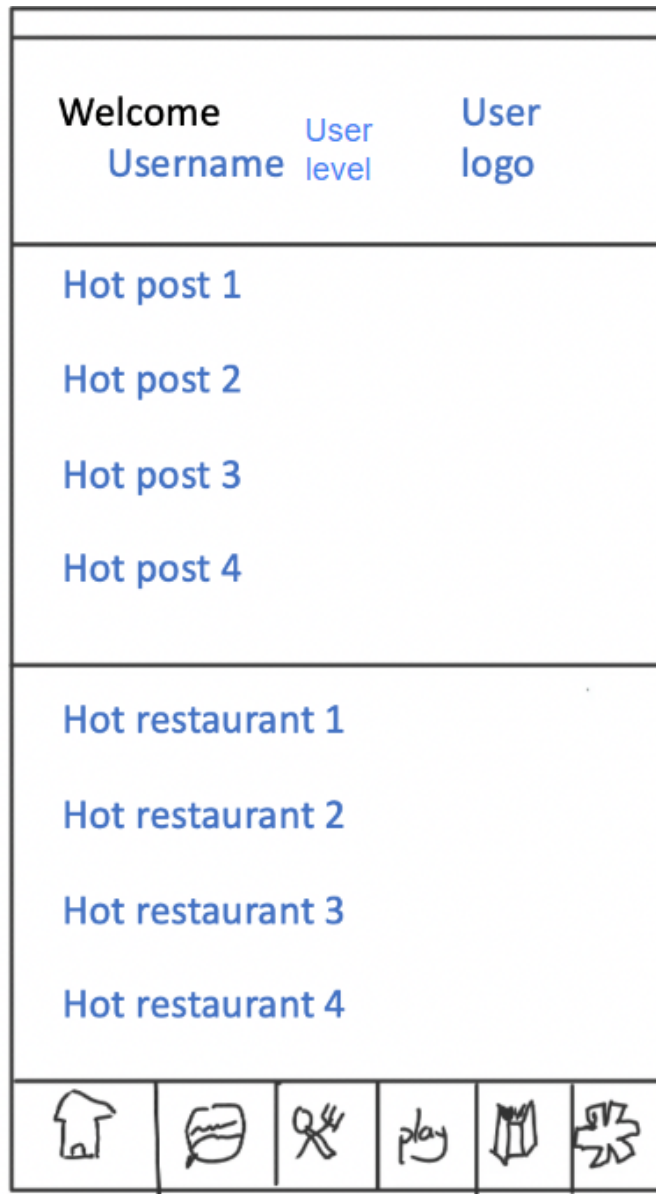 Welcome
Username
User
level
User
logo
Hot post 1
Hot post 2
Hot post 3
Hot post 4
Hot restaurant 1
Hot restaurant 2
Hot restaurant 3
Hot restaurant 4
play